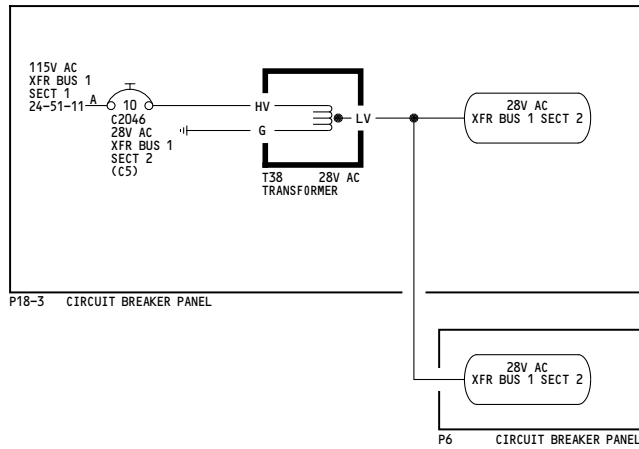 115V AC
XFR BUS 1
SECT 1
24-51-11 A
10
C2046
28V AC
XFR BUS 1
SECT 2
(C5)
HV
G
LV
T38 28V AC
TRANSFORMER
28V AC
XFR BUS 1 SECT 2
P18-3 CIRCUIT BREAKER PANEL
28V AC
XFR BUS 1 SECT 2
P6 CIRCUIT BREAKER PANEL